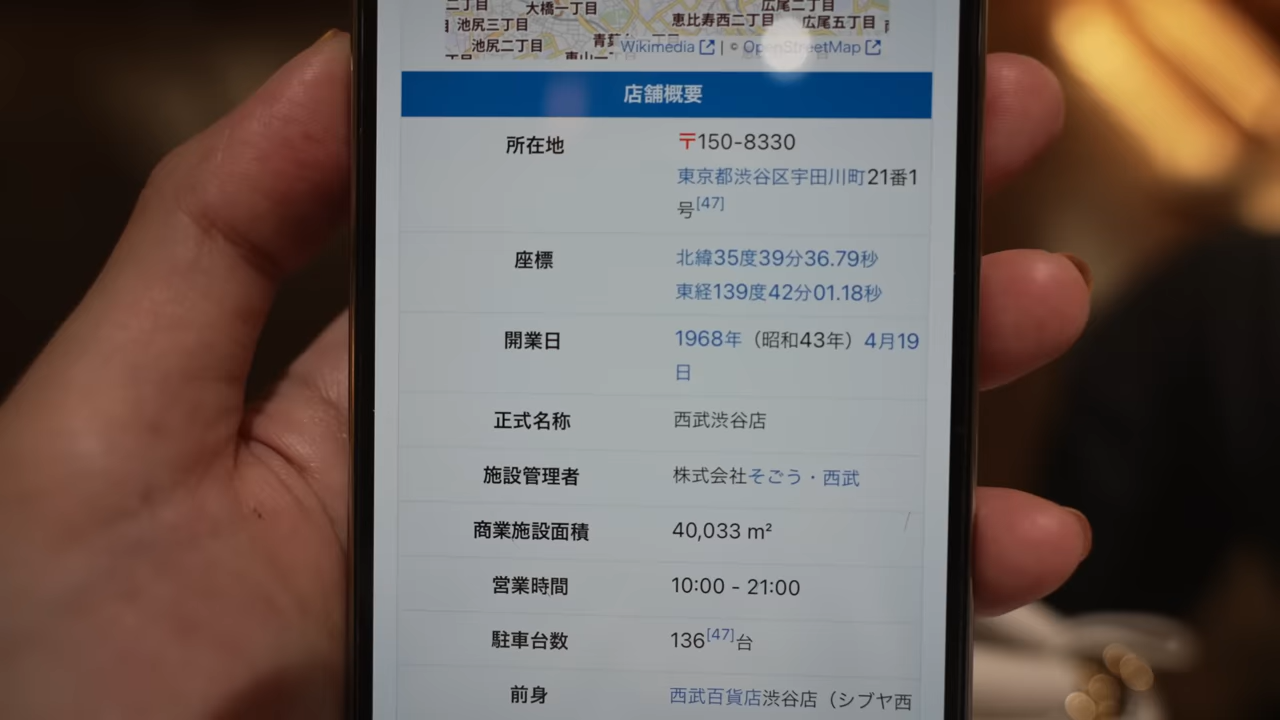 二丁目
大橋一丁目
広尾二丁目
池尻三丁目
恵比寿西二丁目
広尾五丁目
池尻二丁目
Wikimedia | © OpenStreetMap
店舗概要
所在地
〒150-8330
東京都渋谷区宇田川町21番1
号[47]
座標
北緯35度39分36.79秒
東経139度42分01.18秒
開業日
1968年（昭和43年）4月19
日
正式名称
西武渋谷店
施設管理者
株式会社そごう・西武
商業施設面積
40,033 m²
営業時間
10:00 - 21:00
駐車台数
136[47]台
前身
西武百貨店渋谷店（シブヤ西